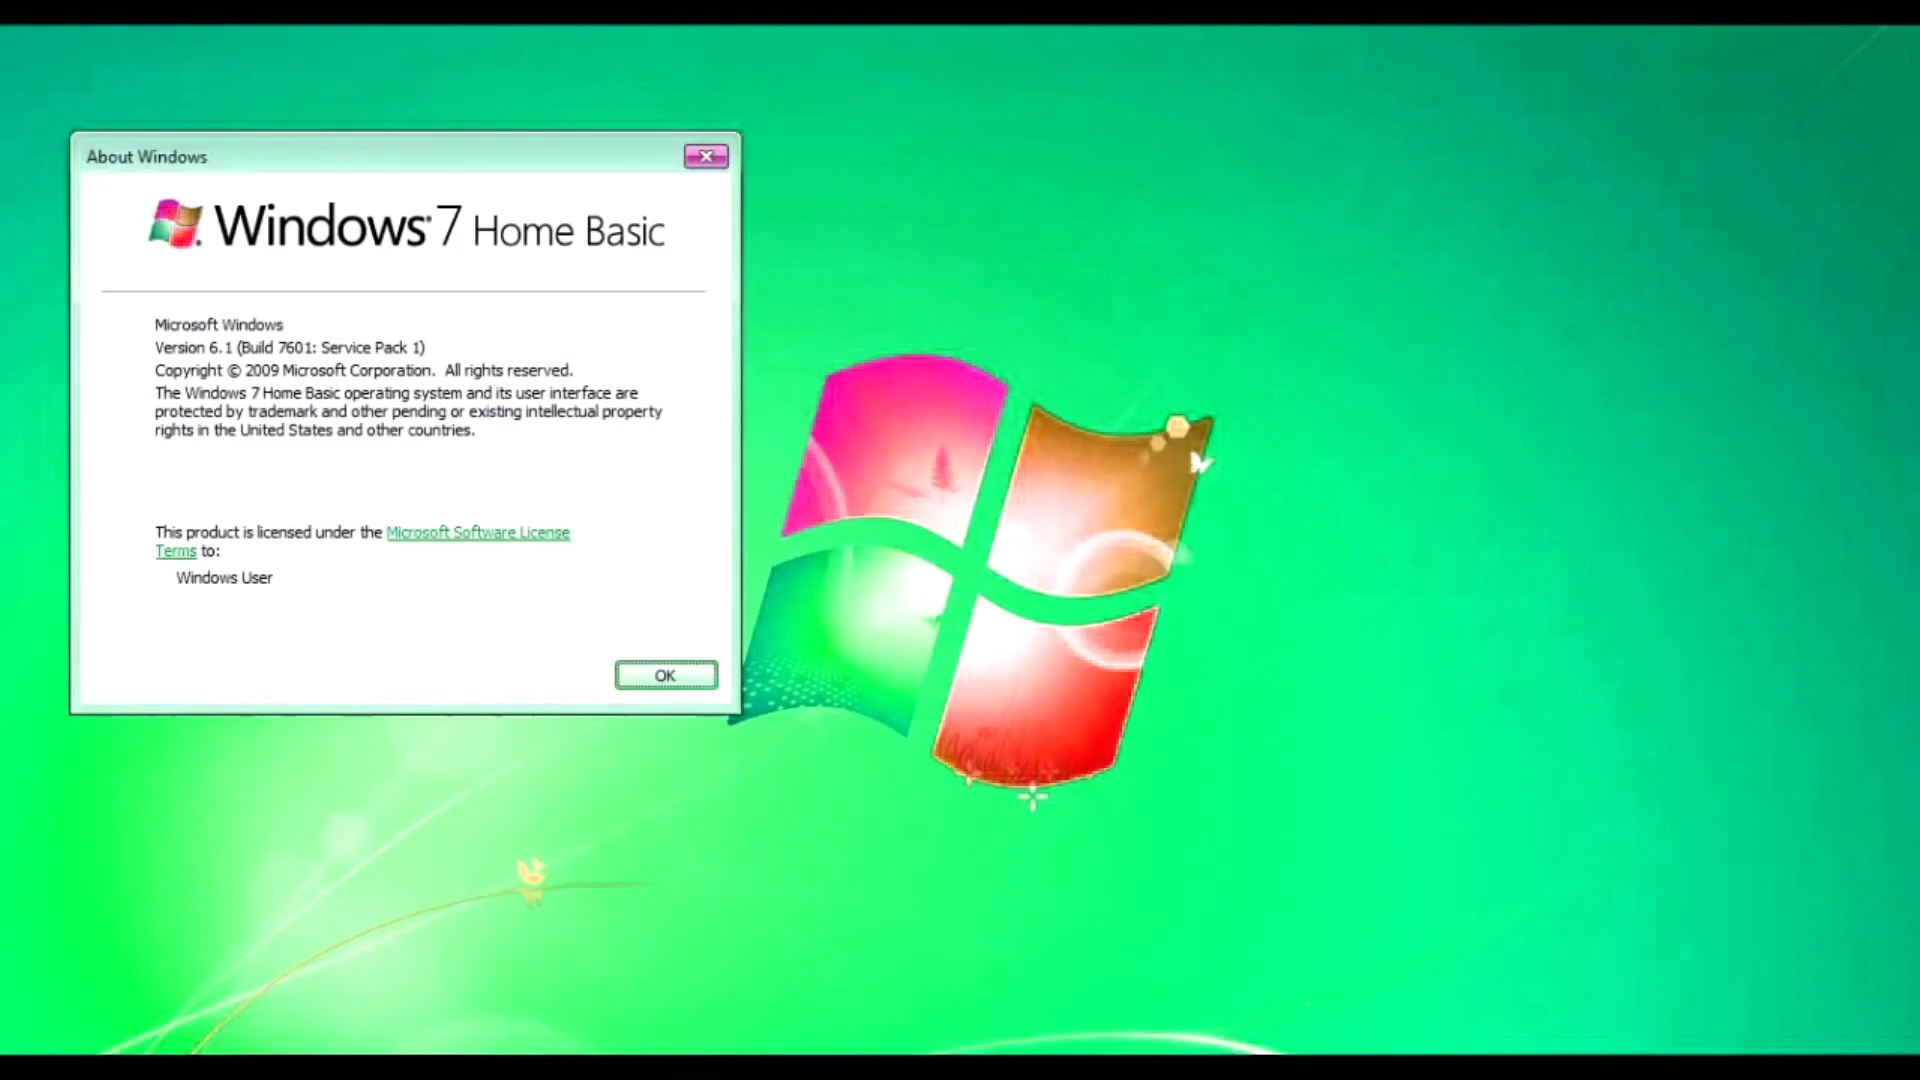 About Windows
Windows® 7 Home Basic
Microsoft Windows
Version 6.1 (Build 7601: Service Pack 1)
Copyright © 2009 Microsoft Corporation. All rights reserved.
The Windows 7 Home Basic operating system and its user interface are
protected by trademark and other pending or existing intellectual property
rights in the United States and other countries.
This product is licensed under the Microsoft Software License
Terms to:
Windows User
OK